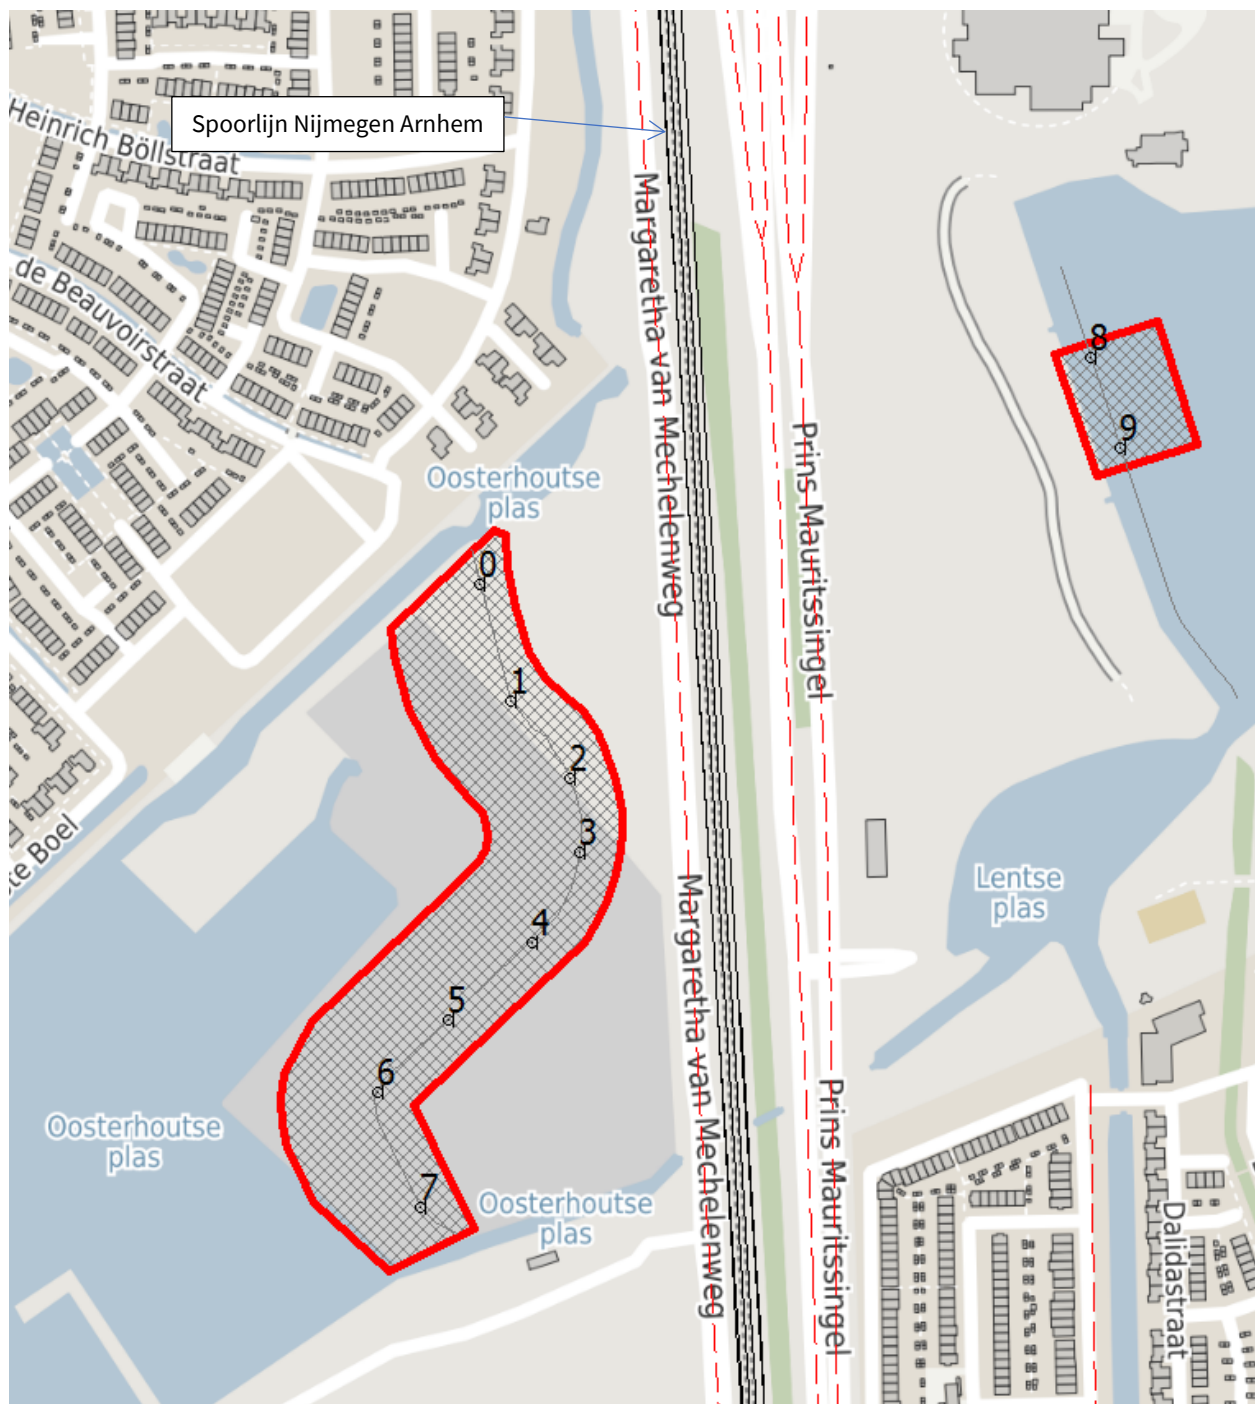 Spoorlijn Nijmegen Arnhem
Heinrich Böllstraat
de Beauvoirstraat
Margaretha van Mechelenweg
Prins Mauritssingel
8
9
Oosterhoutse
plas
0
1
2
3
4
5
6
7
te Boel
Lentse
plas
Margaretha van Mechelenweg
Prins Mauritssingel
Oosterhoutse
plas
Oosterhoutse
plas
Dalidastraat